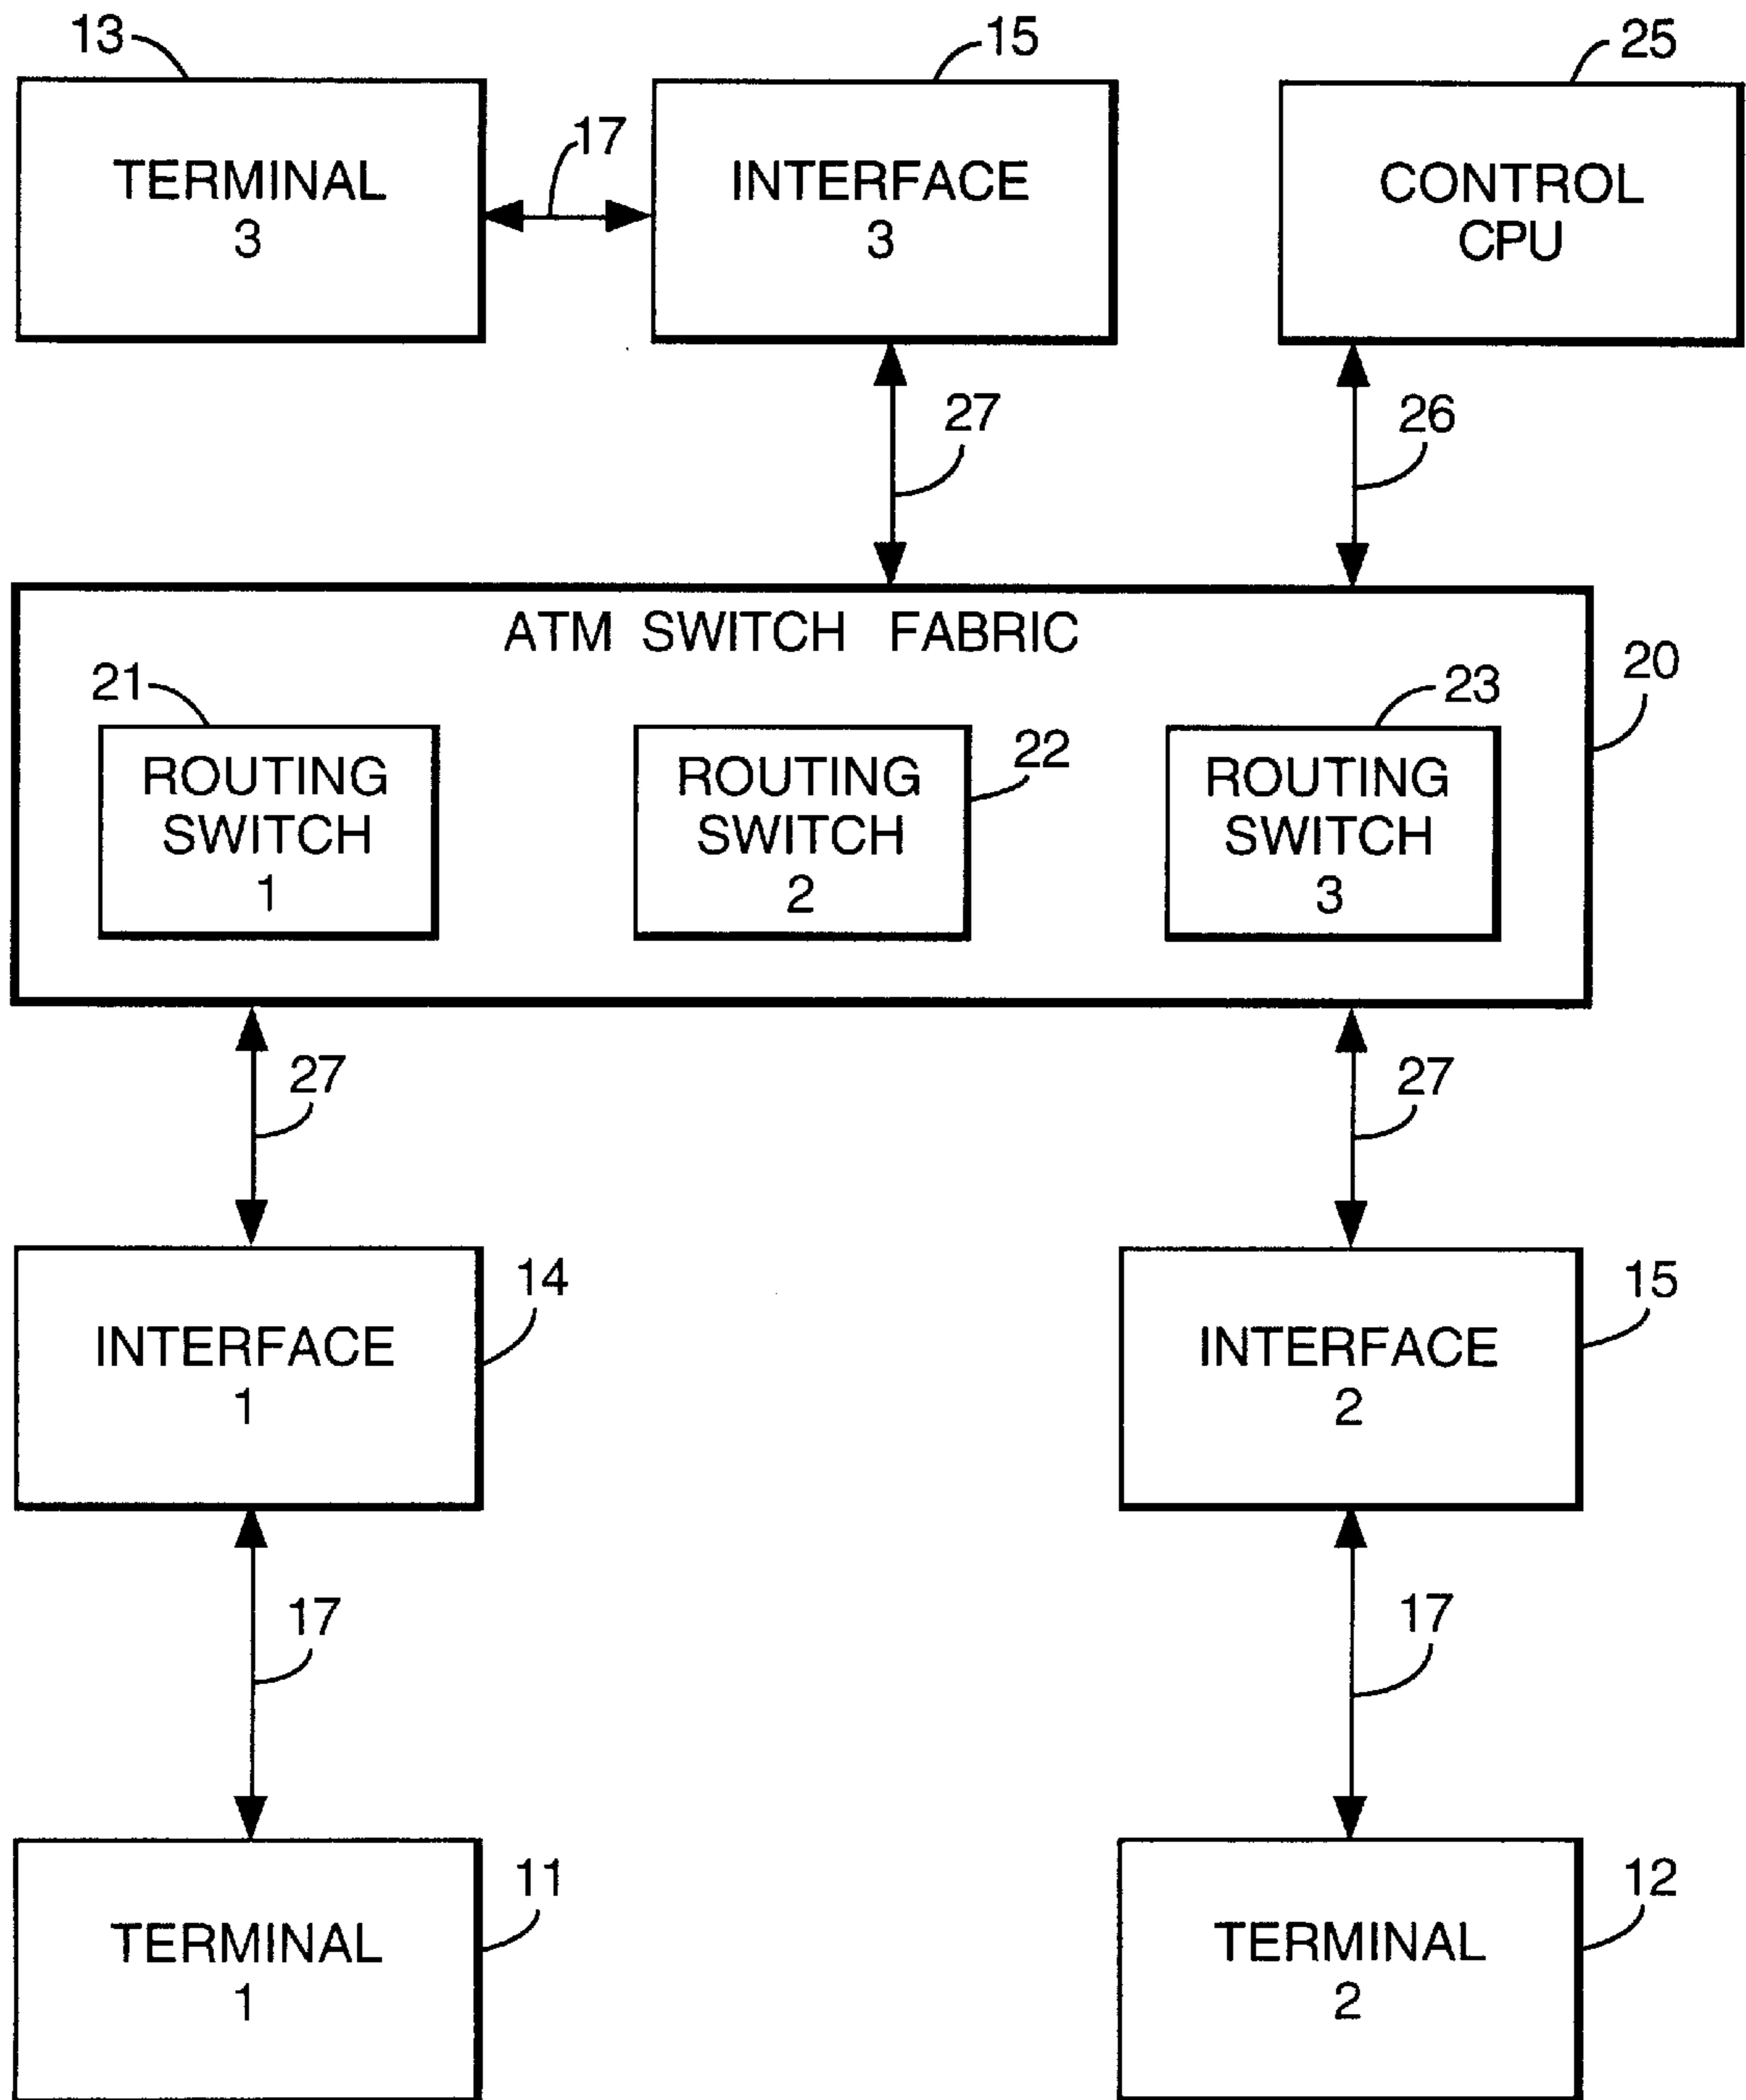 13
15
25
TERMINAL
3
17
INTERFACE
3
CONTROL
CPU
27
26
ATM SWITCH FABRIC
20
21
ROUTING
SWITCH
1
22
ROUTING
SWITCH
2
23
ROUTING
SWITCH
3
27
27
14
INTERFACE
1
15
INTERFACE
2
17
17
11
TERMINAL
1
12
TERMINAL
2